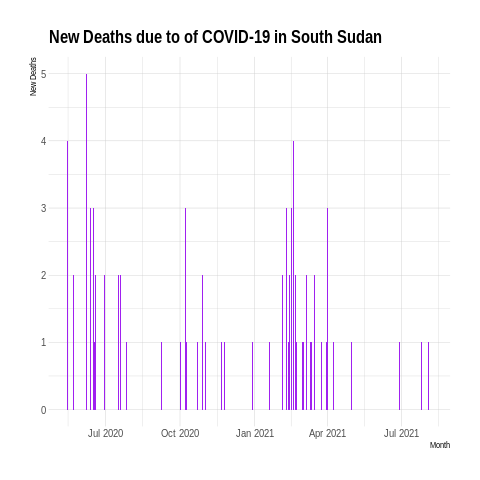 New Deaths due to of COVID-19 in South Sudan
New Deaths
5
4
3
2
1
0
Jul 2020 Oct 2020 Jan 2021 Apr 2021 Jul 2021
Month